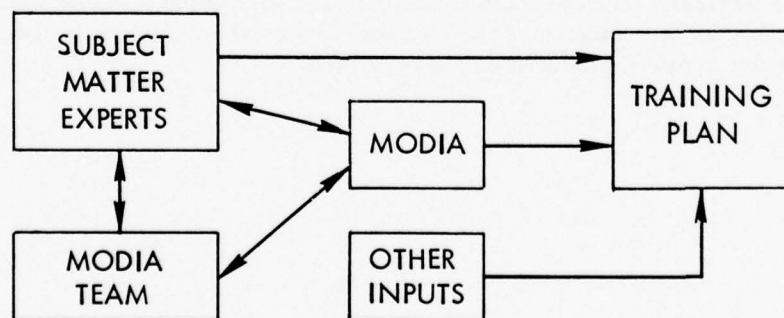 SUBJECT
MATTER
EXPERTS
MODIA
TRAINING
PLAN
MODIA
TEAM
OTHER
INPUTS